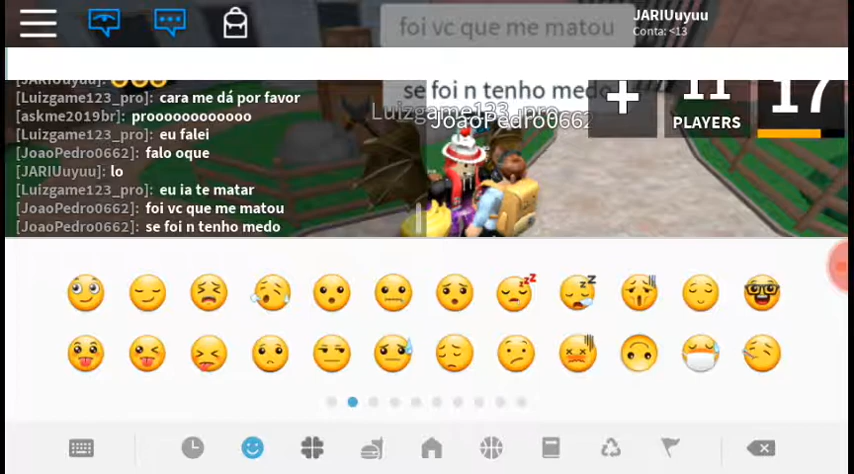 foi vc que me matou
JARIUuyuu
Conta: <13
[JARIUuyuu]:
[Luizgame123_pro]: cara me dá por favor
[askme2019br]: proooooooooooo
[Luizgame123_pro]: eu falei
[JoaoPedro0662]: falo oque
[JARIUuyuu]: lo
[Luizgame123_pro]: eu ia te matar
[JoaoPedro0662]: foi vc que me matou
[JoaoPedro0662]: se foi n tenho medo
se foi n tenho medo
Luizgame123_pro
JoaoPedro0662
+
11
PLAYERS
17